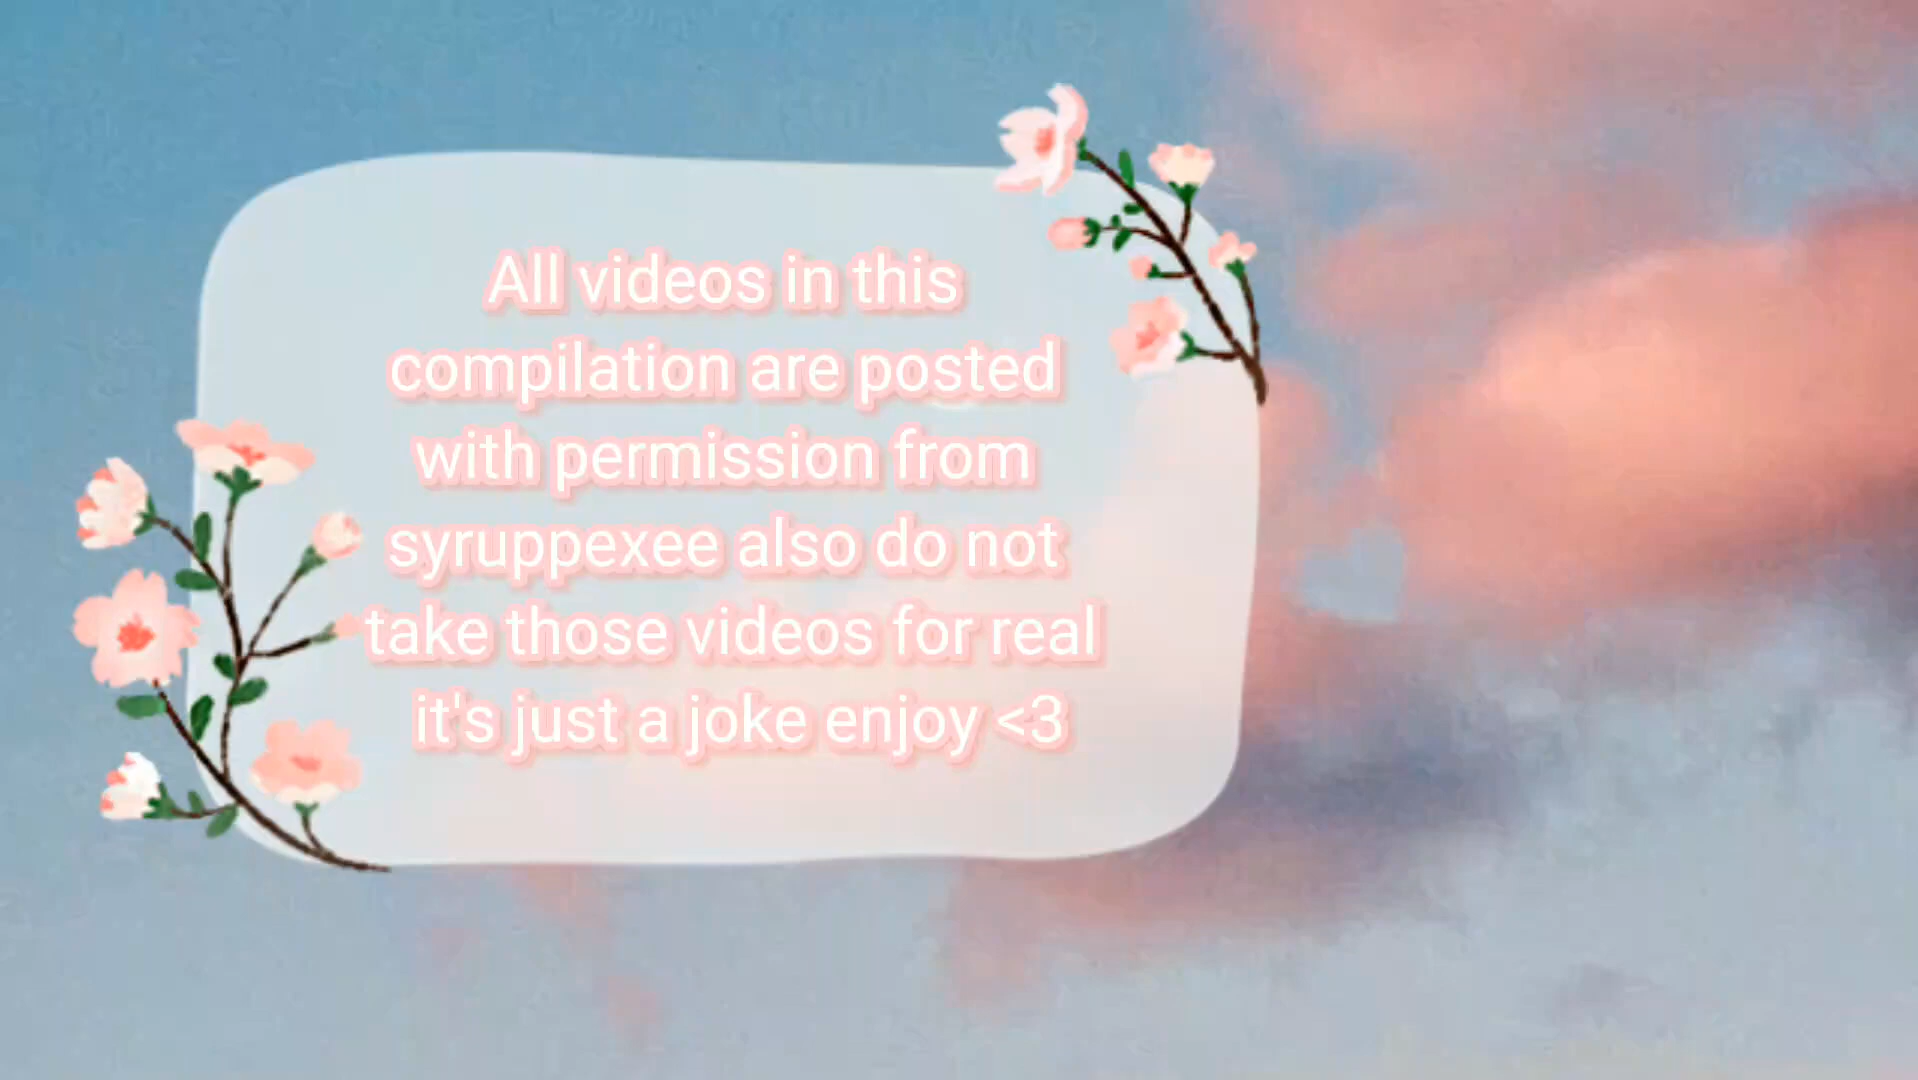 All videos in this
compilation are posted
with permission from
syruppexee also do not
take those videos for real
it's just a joke enjoy <3